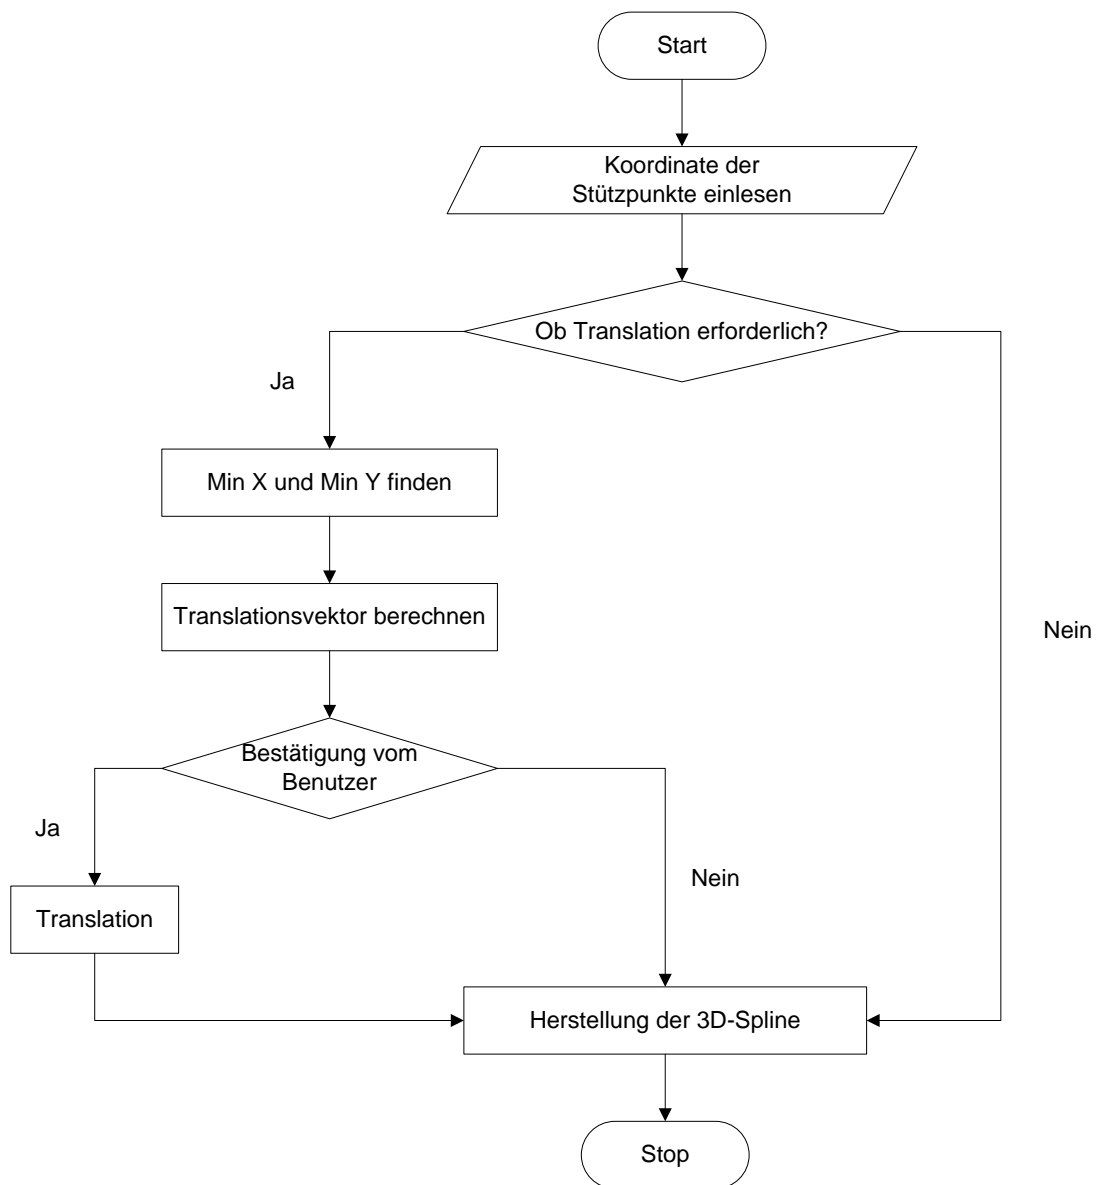 Start
Koordinate der
Stützpunkte einlesen
Ob Translation erforderlich?
Ja
Min X und Min Y finden
Translationsvektor berechnen
Nein
Bestätigung vom
Benutzer
Ja
Nein
Translation
Herstellung der 3D-Spline
Stop